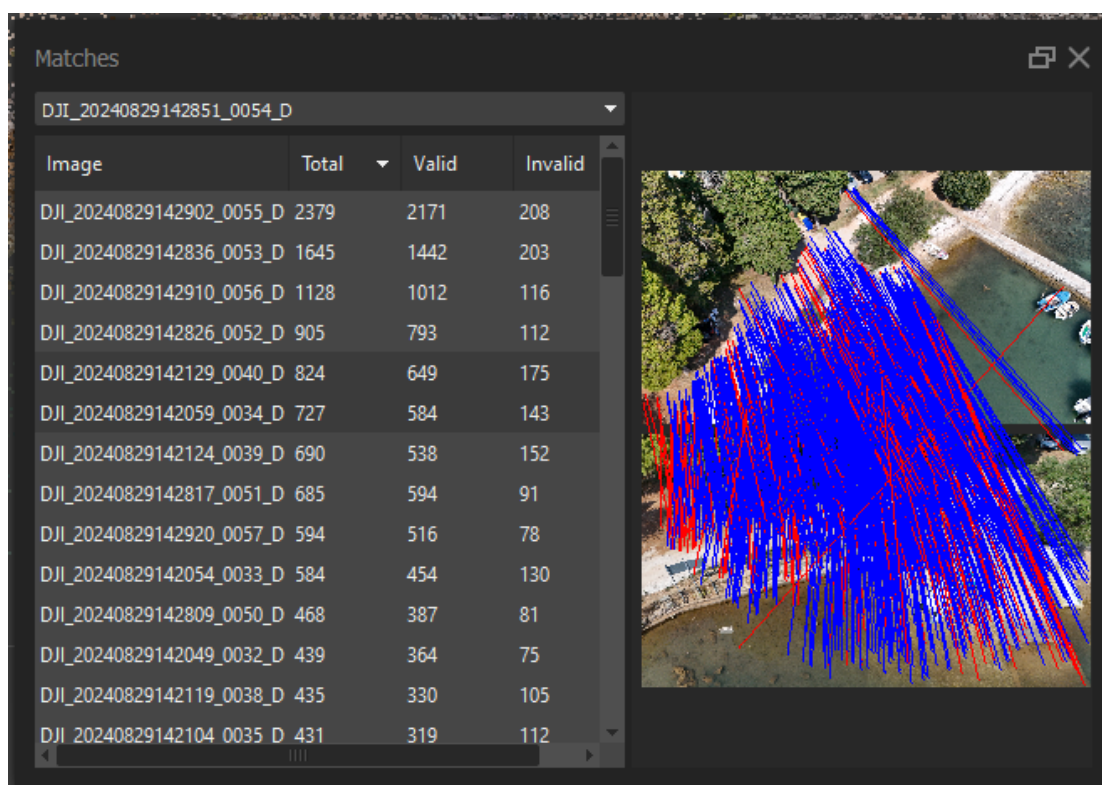 Matches
DJI_20240829142851_0054_D
Image Total Valid Invalid
DJI_20240829142902_0055_D 2379 2171 208
DJI_20240829142836_0053_D 1645 1442 203
DJI_20240829142910_0056_D 1128 1012 116
DJI_20240829142826_0052_D 905 793 112
DJI_20240829142129_0040_D 824 649 175
DJI_20240829142059_0034_D 727 584 143
DJI_20240829142124_0039_D 690 538 152
DJI_20240829142817_0051_D 685 594 91
DJI_20240829142920_0057_D 594 516 78
DJI_20240829142054_0033_D 584 454 130
DJI_20240829142809_0050_D 468 387 81
DJI_20240829142049_0032_D 439 364 75
DJI_20240829142119_0038_D 435 330 105
DJI_20240829142104_0035_D 431 319 112